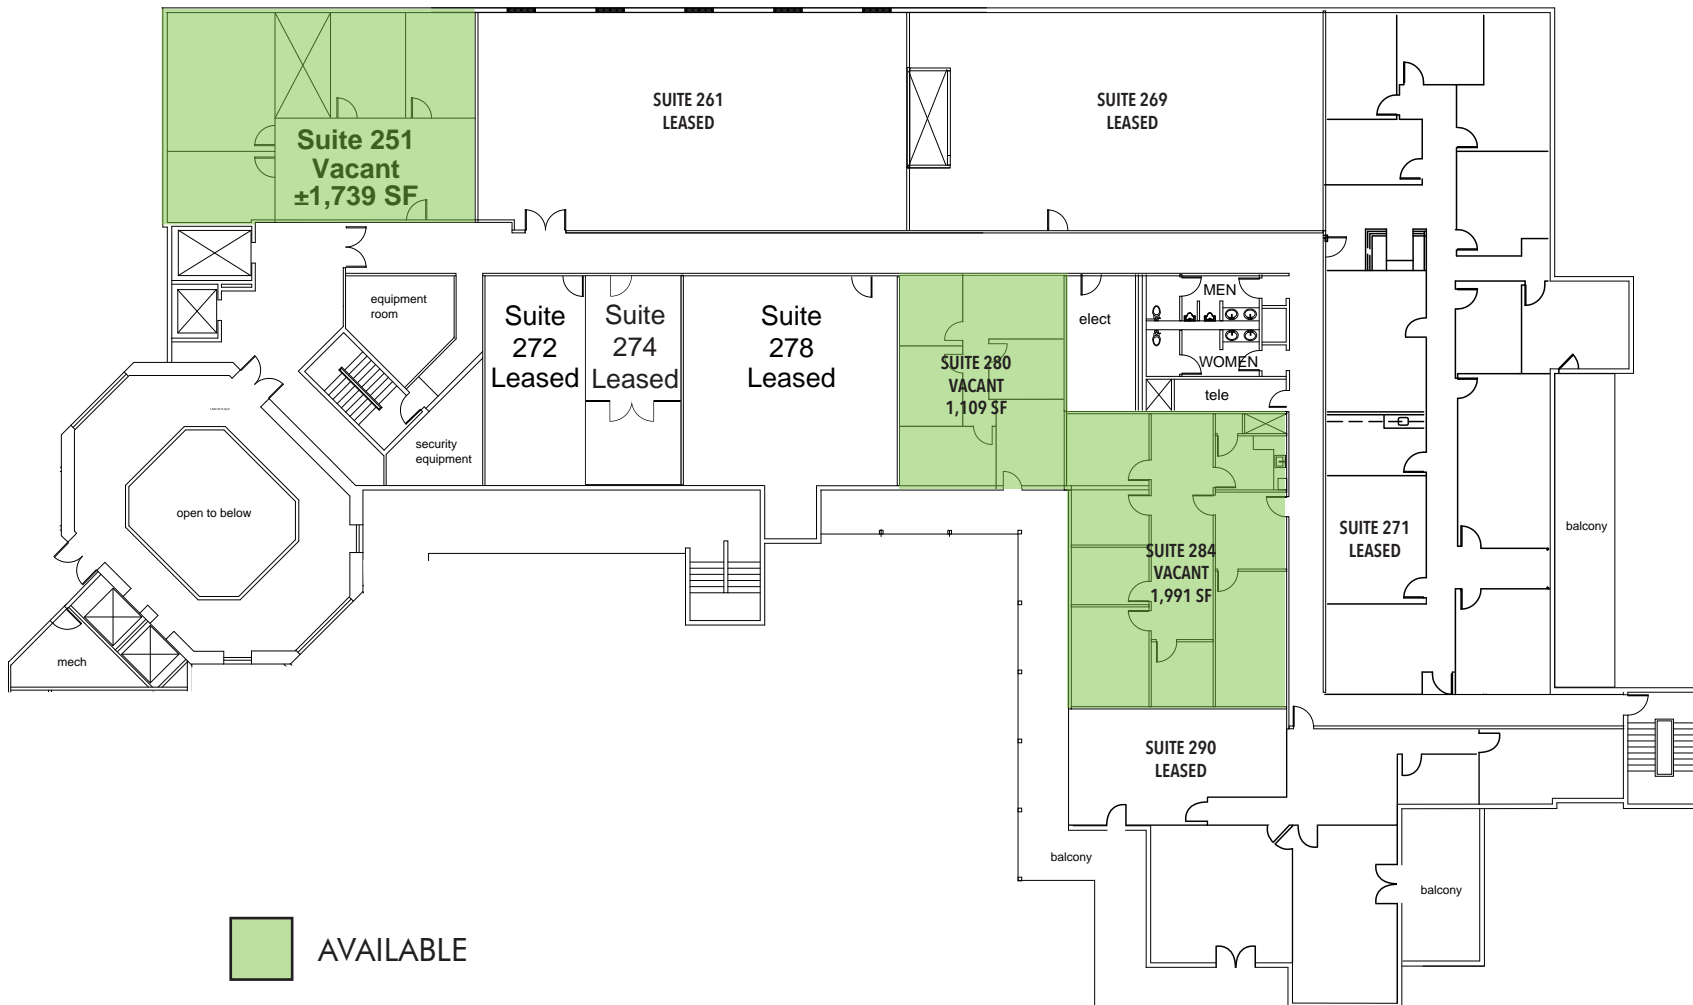 SUITE 261
LEASED
SUITE 269
LEASED
Suite 251
Vacant
±1,739 SF
equipment
room
Suite
272
Leased
Suite
274
Leased
Suite
278
Leased
SUITE 280
VACANT
1,109 SF
elect
MEN
WOMEN
tele
security
equipment
open to below
SUITE 284
VACANT
1,991 SF
SUITE 271
LEASED
balcony
mech
SUITE 290
LEASED
balcony
balcony
AVAILABLE